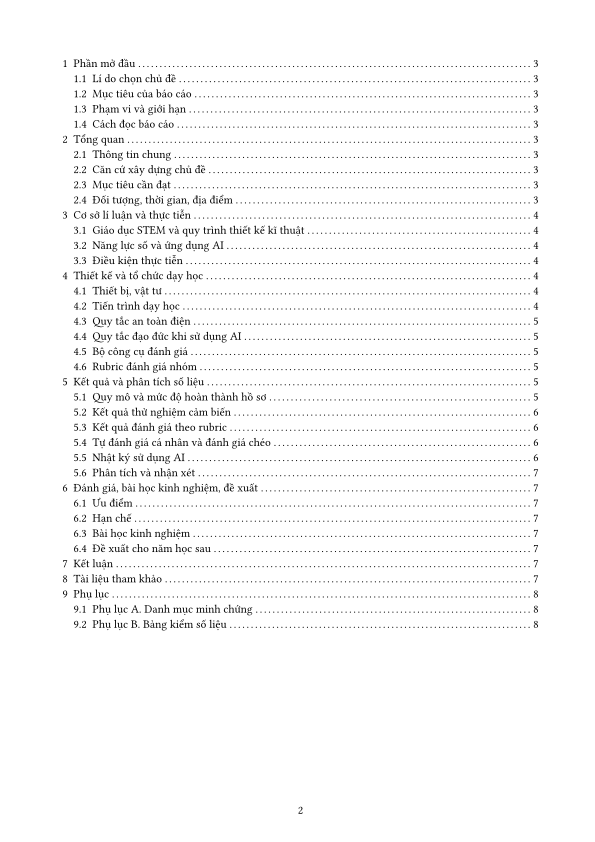 1 Phần mở đầu ........ 3
1.1 Lí do chọn chủ đề ........ 3
1.2 Mục tiêu của báo cáo ........ 3
1.3 Phạm vi và giới hạn ........ 3
1.4 Cách đọc báo cáo ........ 3
2 Tổng quan ........ 3
2.1 Thông tin chung ........ 3
2.2 Căn cứ xây dựng chủ đề ........ 3
2.3 Mục tiêu cần đạt ........ 3
2.4 Đối tượng, thời gian, địa điểm ........ 3
3 Cơ sở lí luận và thực tiễn ........ 4
3.1 Giáo dục STEM và quy trình thiết kế kĩ thuật ........ 4
3.2 Năng lực số và ứng dụng AI ........ 4
3.3 Điều kiện thực tiễn ........ 4
4 Thiết kế và tổ chức dạy học ........ 4
4.1 Thiết bị, vật tư ........ 4
4.2 Tiến trình dạy học ........ 4
4.3 Quy tắc an toàn điện ........ 5
4.4 Quy tắc đạo đức khi sử dụng AI ........ 5
4.5 Bộ công cụ đánh giá ........ 5
4.6 Rubric đánh giá nhóm ........ 5
5 Kết quả và phân tích số liệu ........ 5
5.1 Quy mô và mức độ hoàn thành hồ sơ ........ 5
5.2 Kết quả thử nghiệm cảm biến ........ 6
5.3 Kết quả đánh giá theo rubric ........ 6
5.4 Tự đánh giá cá nhân và đánh giá chéo ........ 6
5.5 Nhật ký sử dụng AI ........ 6
5.6 Phân tích và nhận xét ........ 7
6 Đánh giá, bài học kinh nghiệm, đề xuất ........ 7
6.1 Ưu điểm ........ 7
6.2 Hạn chế ........ 7
6.3 Bài học kinh nghiệm ........ 7
6.4 Đề xuất cho năm học sau ........ 7
7 Kết luận ........ 7
8 Tài liệu tham khảo ........ 7
9 Phụ lục ........ 8
9.1 Phụ lục A. Danh mục minh chứng ........ 8
9.2 Phụ lục B. Bảng kiểm số liệu ........ 8
2